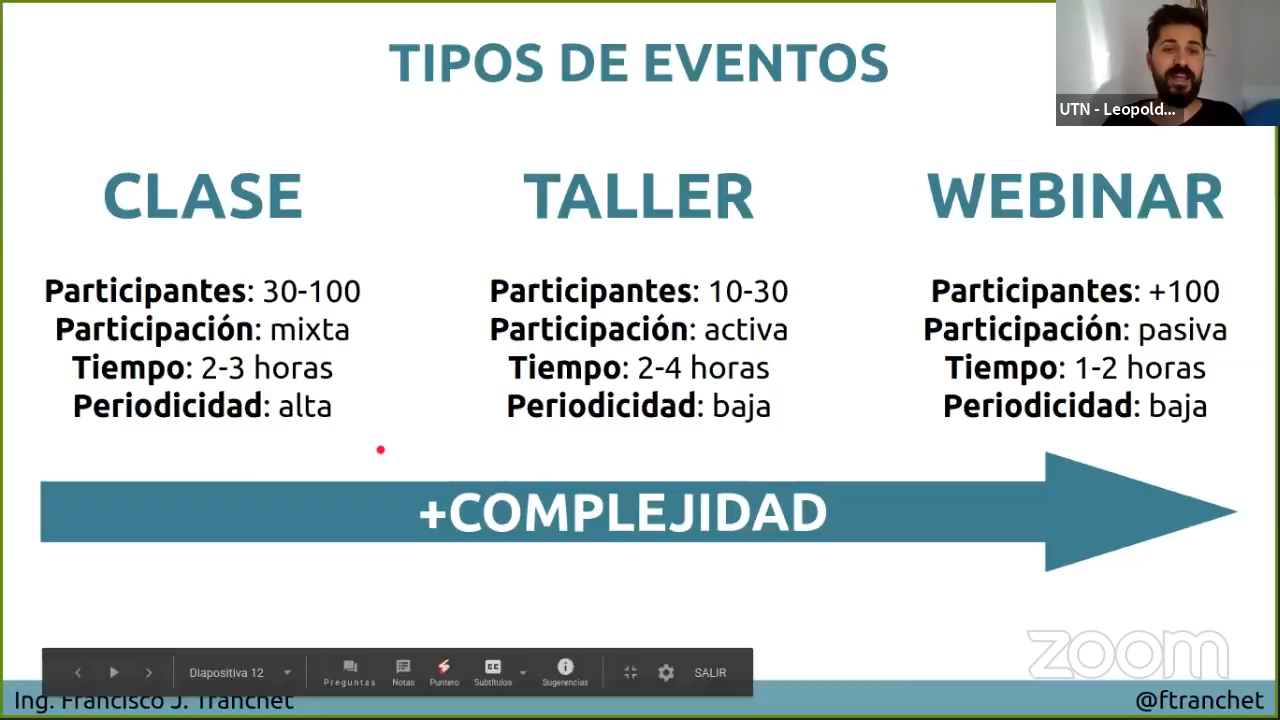 TIPOS DE EVENTOS
UTN - Leopold...
CLASE
Participantes: 30-100
Participación: mixta
Tiempo: 2-3 horas
Periodicidad: alta
TALLER
Participantes: 10-30
Participación: activa
Tiempo: 2-4 horas
Periodicidad: baja
WEBINAR
Participantes: +100
Participación: pasiva
Tiempo: 1-2 horas
Periodicidad: baja
+COMPLEJIDAD
zoom
Diapositiva 12
Preguntas
Notas
Puntero
CC
Subtítulos
Sugerencias
SALIR
Ing. Francisco J. Tranchet
@ftranchet